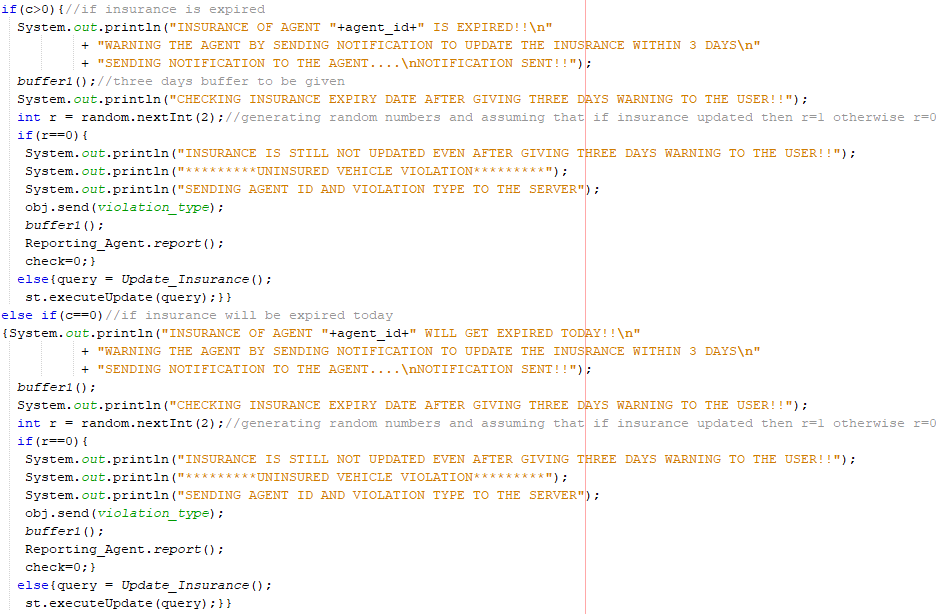 if(c>0){//if insurance is expired
System.out.println("INSURANCE OF AGENT "+agent_id+" IS EXPIRED!!\n"
+ "WARNING THE AGENT BY SENDING NOTIFICATION TO UPDATE THE INUSRANCE WITHIN 3 DAYS\n"
+ "SENDING NOTIFICATION TO THE AGENT....\nNOTIFICATION SENT!!");
buffer1();//three days buffer to be given
System.out.println("CHECKING INSURANCE EXPIRY DATE AFTER GIVING THREE DAYS WARNING TO THE USER!!");
int r = random.nextInt(2);//generating random numbers and assuming that if insurance updated then r=1 otherwise r=0
if(r==0){
System.out.println("INSURANCE IS STILL NOT UPDATED EVEN AFTER GIVING THREE DAYS WARNING TO THE USER!!");
System.out.println("*********UNINSURED VEHICLE VIOLATION*********");
System.out.println("SENDING AGENT ID AND VIOLATION TYPE TO THE SERVER");
obj.send(violation_type);
buffer1();
Reporting_Agent.report();
check=0;}
else{query = Update_Insurance();
st.executeUpdate(query);}}
else if(c==0)//if insurance will be expired today
{System.out.println("INSURANCE OF AGENT "+agent_id+" WILL GET EXPIRED TODAY!!\n"
+ "WARNING THE AGENT BY SENDING NOTIFICATION TO UPDATE THE INUSRANCE WITHIN 3 DAYS\n"
+ "SENDING NOTIFICATION TO THE AGENT....\nNOTIFICATION SENT!!");
buffer1();
System.out.println("CHECKING INSURANCE EXPIRY DATE AFTER GIVING THREE DAYS WARNING TO THE USER!!");
int r = random.nextInt(2);//generating random numbers and assuming that if insurance updated then r=1 otherwise r=0
if(r==0){
System.out.println("INSURANCE IS STILL NOT UPDATED EVEN AFTER GIVING THREE DAYS WARNING TO THE USER!!");
System.out.println("*********UNINSURED VEHICLE VIOLATION*********");
System.out.println("SENDING AGENT ID AND VIOLATION TYPE TO THE SERVER");
obj.send(violation_type);
buffer1();
Reporting_Agent.report();
check=0;}
else{query = Update_Insurance();
st.executeUpdate(query);}}